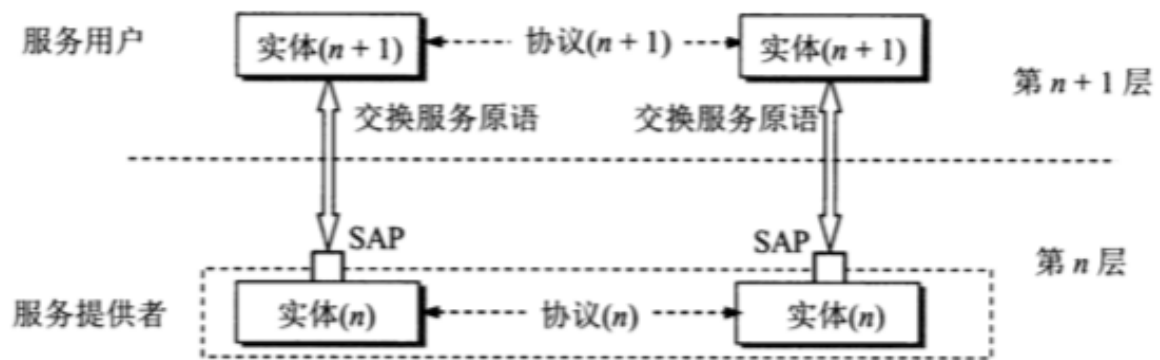 服务用户 实体(n + 1) 协议(n + 1) 实体(n + 1)
第 n + 1 层
交换服务原语 交换服务原语
SAP SAP
第 n 层
服务提供者 实体(n) 协议(n) 实体(n)